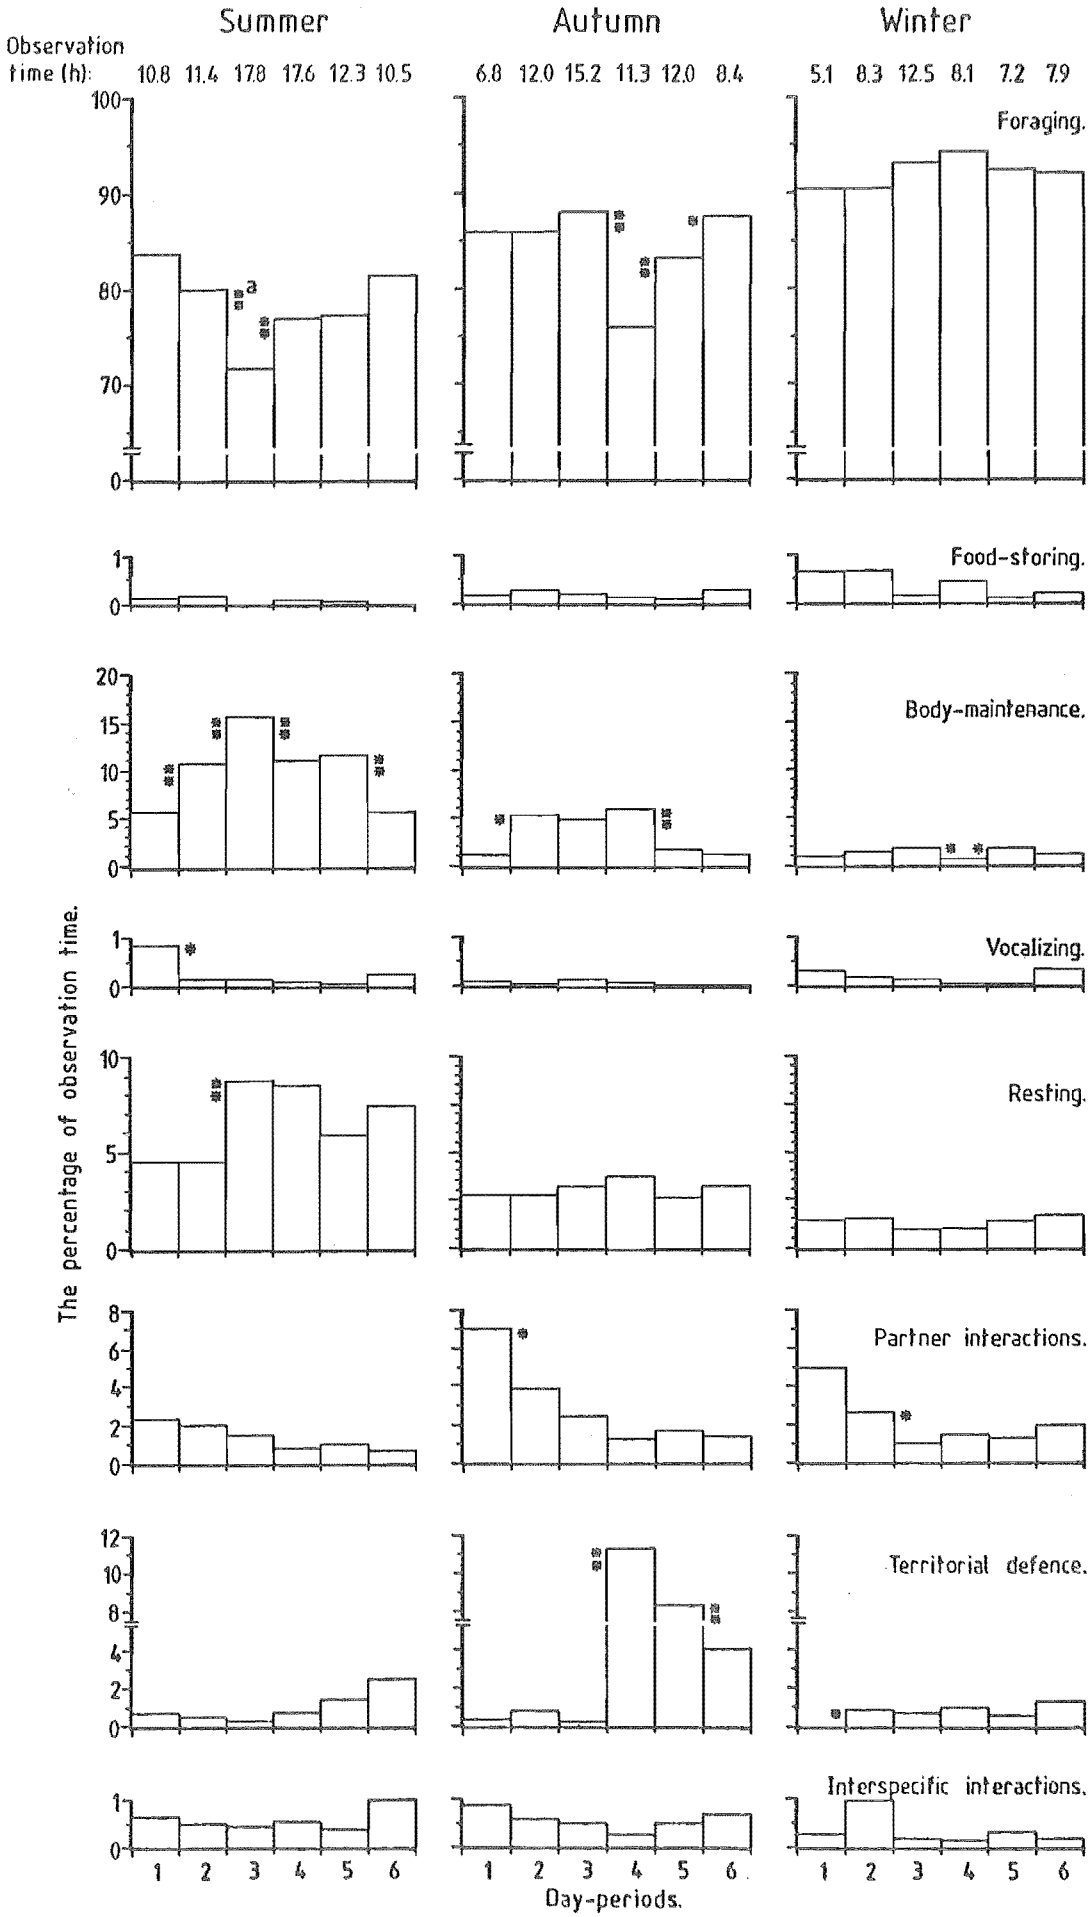 Summer Autumn Winter
Observation
time (h): 10.8 11.4 17.8 17.6 12.3 10.5 6.8 12.0 15.2 11.3 12.0 8.4 5.1 8.3 12.5 8.1 7.2 7.9
100
Foraging.
90
80
a
70
0
1
Food-storing.
0
20
Body-maintenance.
15
10
5
0
1
Vocalizing.
0
10
Resting.
5
0
8
Partner interactions.
6
4
2
0
12
Territorial defence.
10
8
4
2
0
Interspecific interactions.
1
0
1 2 3 4 5 6 1 2 3 4 5 6 1 2 3 4 5 6
Day-periods.
The percentage of observation time.